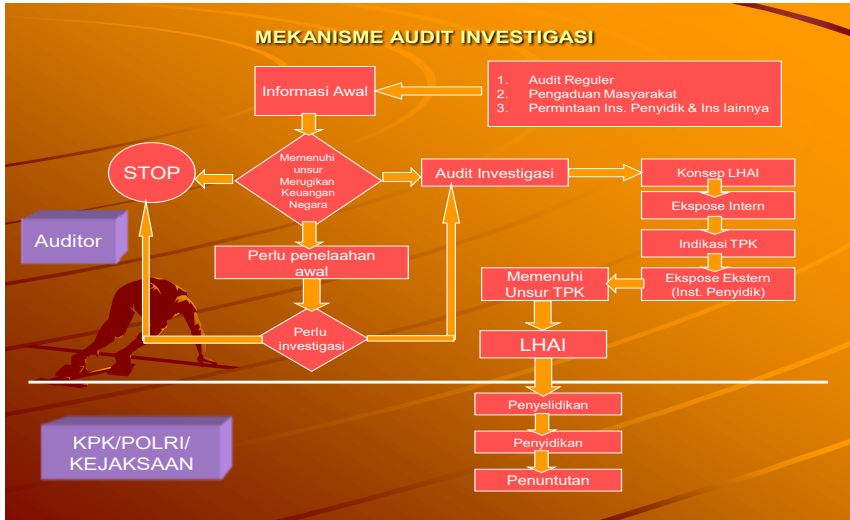 MEKANISME AUDIT INVESTIGASI
Informasi Awal
1. Audit Reguler
2. Pengaduan Masyarakat
3. Permintaan Ins. Penyidik & Ins lainnya
STOP
Memenuhi
unsur
Merugikan
Keuangan
Negara
Audit Investigasi
Konsep LHAI
Ekspose Intern
Auditor
Perlu penelaahan
awal
Indikasi TPK
Memenuhi
Unsur TPK
Ekspose Ekstern
(Inst. Penyidik)
Perlu
investigasi
LHAI
Penyelidikan
KPK/POLRI/
KEJAKSAAN
Penyidikan
Penuntutan